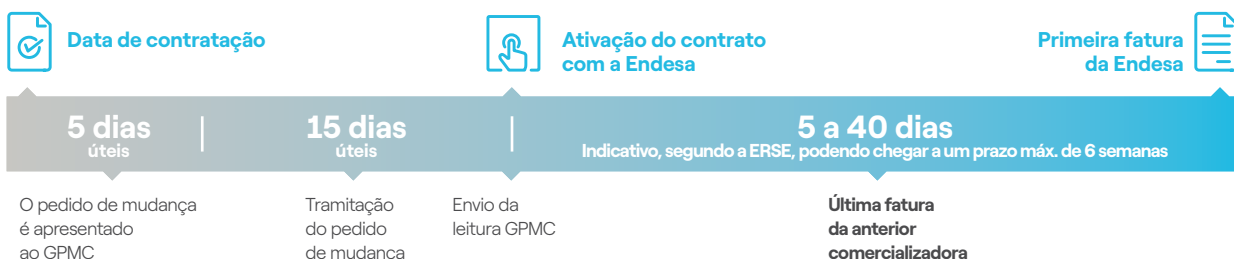 Data de contratação
Ativação do contrato
com a Endesa
Primeira fatura
da Endesa
5 dias
úteis
15 dias
úteis
5 a 40 dias
Indicativo, segundo a ERSE, podendo chegar a um prazo máx. de 6 semanas
O pedido de mudança
é apresentado
ao GPMC
Tramitação
do pedido
de mudança
Envio da
leitura GPMC
Última fatura
da anterior
comercializadora